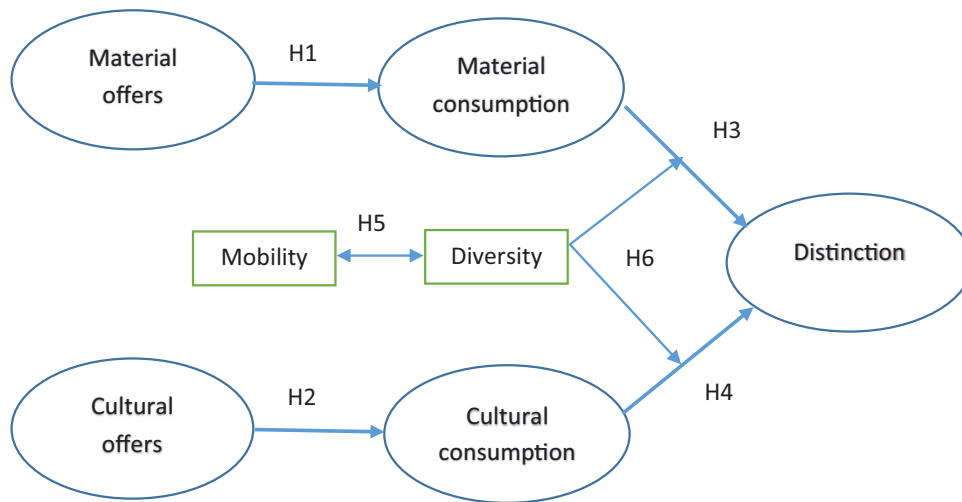 Material
offers
H1
Material
consumption
H3
Mobility
H5
Diversity
H6
Distinction
Cultural
offers
H2
Cultural
consumption
H4